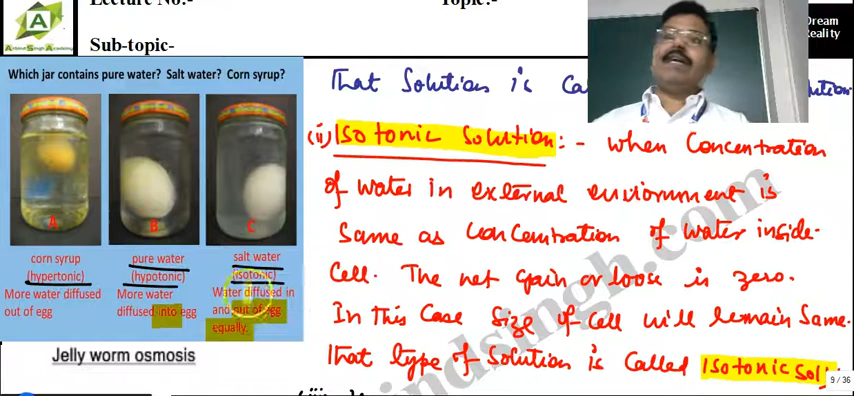 Lecture No:-
Topic:-
Sub-topic-
A
Arbind Singh Academy
Dream
Reality
Which jar contains pure water? Salt water? Corn syrup?
A
B
C
corn syrup
(hypertonic)
More water diffused
out of egg
pure water
(hypotonic)
More water
diffused into egg
salt water
(isotonic)
Water diffused in
and out of egg
equally.
Jelly worm osmosis
That Solution is
(ii) Isotonic Solution :- when Concentration
of water in external enviornment is
Same as concentration of water inside
Cell. The net gain or loose is zero.
In this Case Size of Cell will remain Same.
That type of Solution is called Isotonic Sol
9 / 36